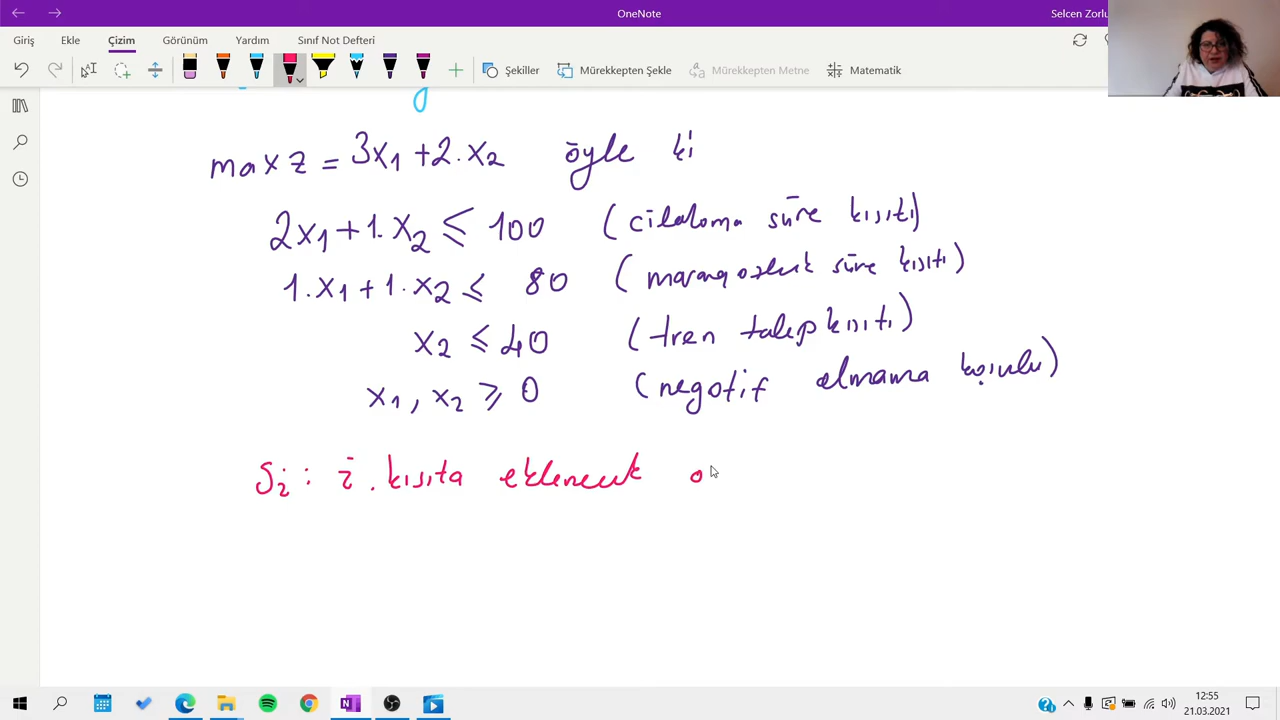 OneNote
Selcen Zorlu
Giriş Ekle Çizim Görünüm Yardım Sınıf Not Defteri
Şekiller Mürekkepten Şekle Mürekkepten Metne Matematik
max z = 3x₁ + 2.x₂ öyle ki
2x₁ + 1.x₂ ≤ 100 (cilalama süre kısıtı)
1.x₁ + 1.x₂ ≤ 80 (marangozluk süre kısıtı)
x₂ ≤ 40 (tren talep kısıtı)
x₁, x₂ ≥ 0 (negatif olmama koşulu)
Sᵢ : i. kısıta eklenecek o
12:55
21.03.2021